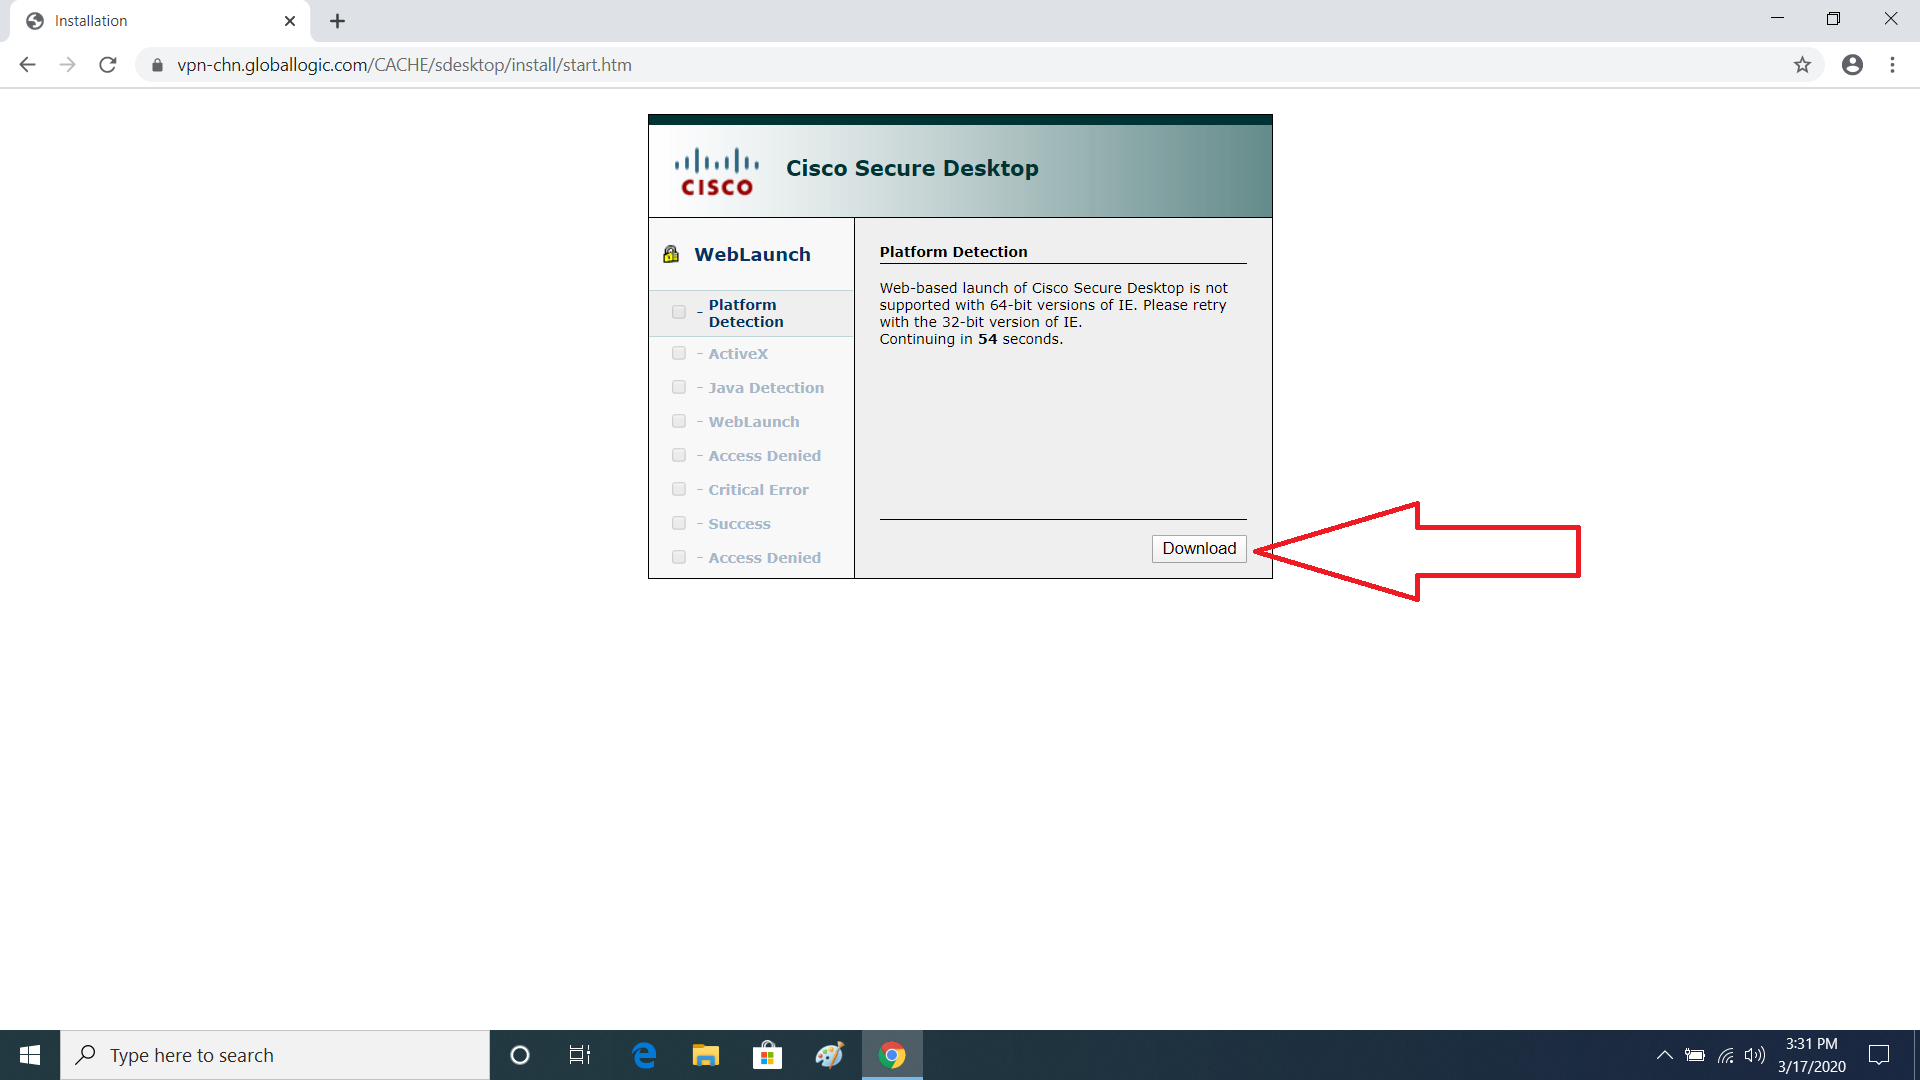 Installation
vpn-chn.globallogic.com/CACHE/sdesktop/install/start.htm
CISCO
Cisco Secure Desktop
WebLaunch
- Platform
Detection
- ActiveX
- Java Detection
- WebLaunch
- Access Denied
- Critical Error
- Success
- Access Denied
Platform Detection
Web-based launch of Cisco Secure Desktop is not
supported with 64-bit versions of IE. Please retry
with the 32-bit version of IE.
Continuing in 54 seconds.
Download
Type here to search
3:31 PM
3/17/2020